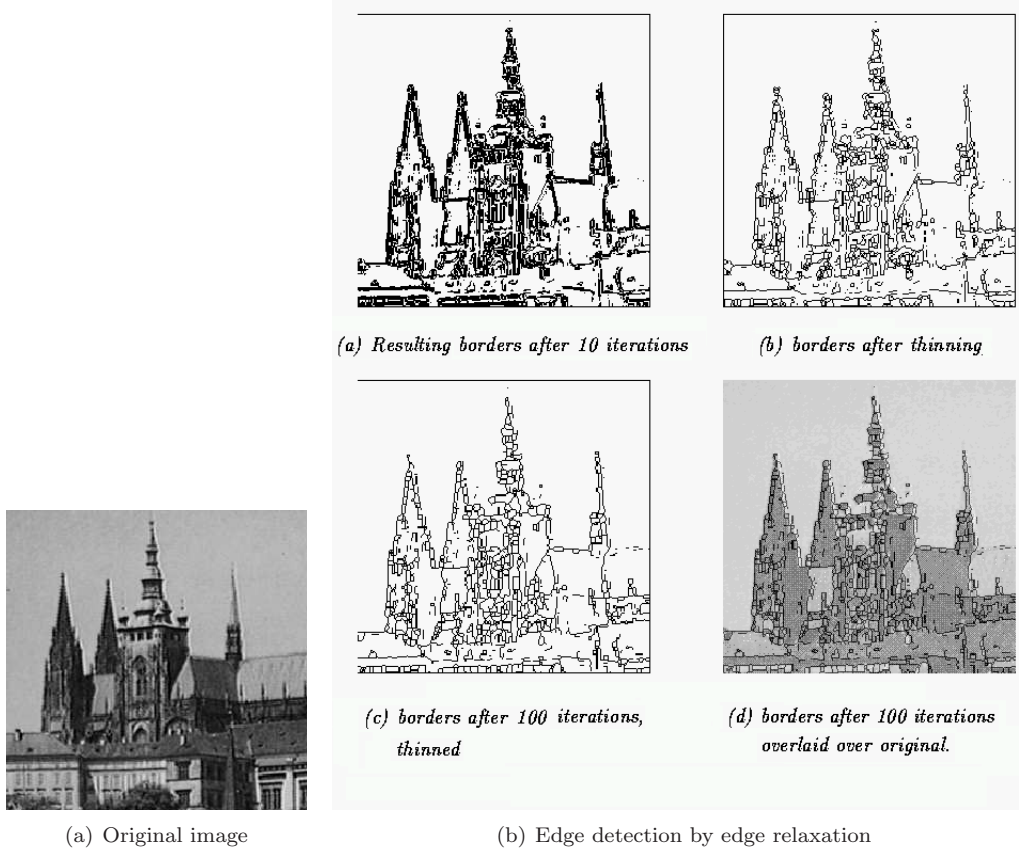 (a) Resulting borders after 10 iterations
(b) borders after thinning
(c) borders after 100 iterations,
thinned
(d) borders after 100 iterations
overlaid over original.
(a) Original image
(b) Edge detection by edge relaxation